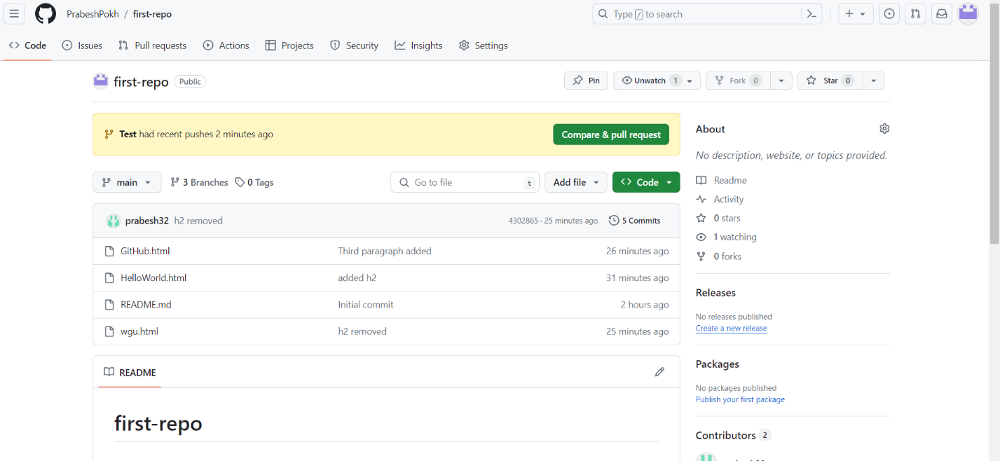 PrabeshPokh / first-repo
Type / to search
Code Issues Pull requests Actions Projects Security Insights Settings
first-repo Public
Pin Unwatch 1 Fork 0 Star 0
Test had recent pushes 2 minutes ago Compare & pull request
main 3 Branches 0 Tags Go to file t Add file Code
prabesh32 h2 removed 4302865 · 25 minutes ago 5 Commits
GitHub.html Third paragraph added 26 minutes ago
HelloWorld.html added h2 31 minutes ago
README.md Initial commit 2 hours ago
wgu.html h2 removed 25 minutes ago
README
first-repo
About
No description, website, or topics provided.
Readme
Activity
0 stars
1 watching
0 forks
Releases
No releases published
Create a new release
Packages
No packages published
Publish your first package
Contributors 2